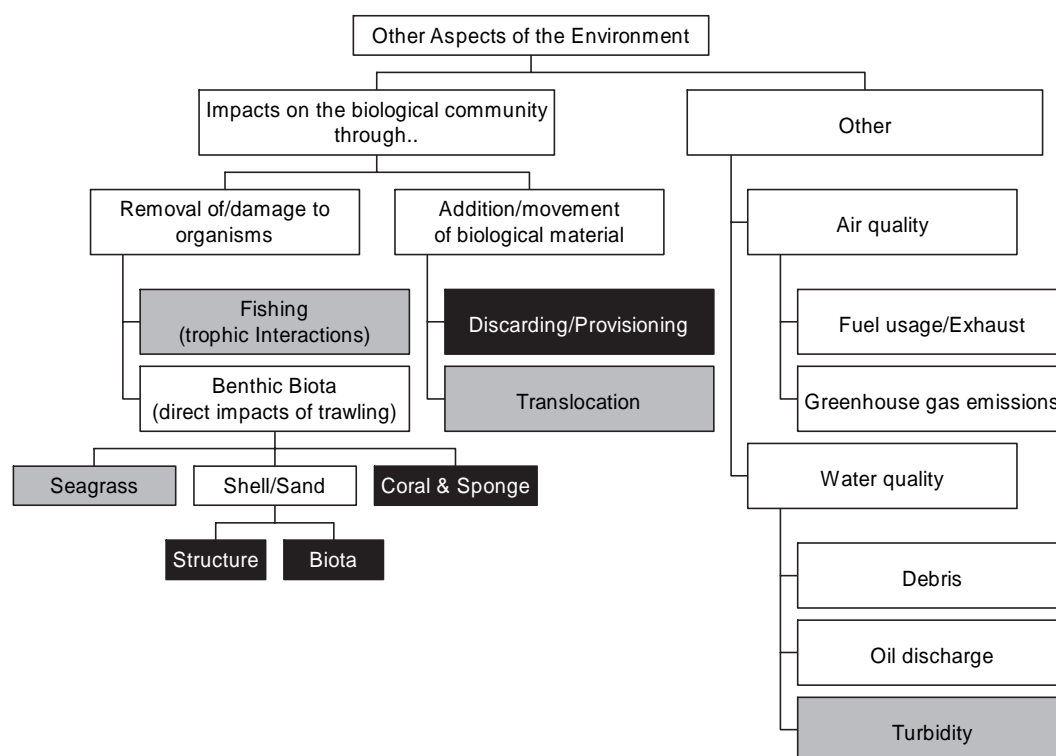 Other Aspects of the Environment
Impacts on the biological community
through..
Other
Removal of/damage to
organisms
Addition/movement
of biological material
Air quality
Fishing
(trophic Interactions)
Discarding/Provisioning
Fuel usage/Exhaust
Benthic Biota
(direct impacts of trawling)
Translocation
Greenhouse gas emissions
Seagrass
Shell/Sand
Coral & Sponge
Water quality
Structure
Biota
Debris
Oil discharge
Turbidity